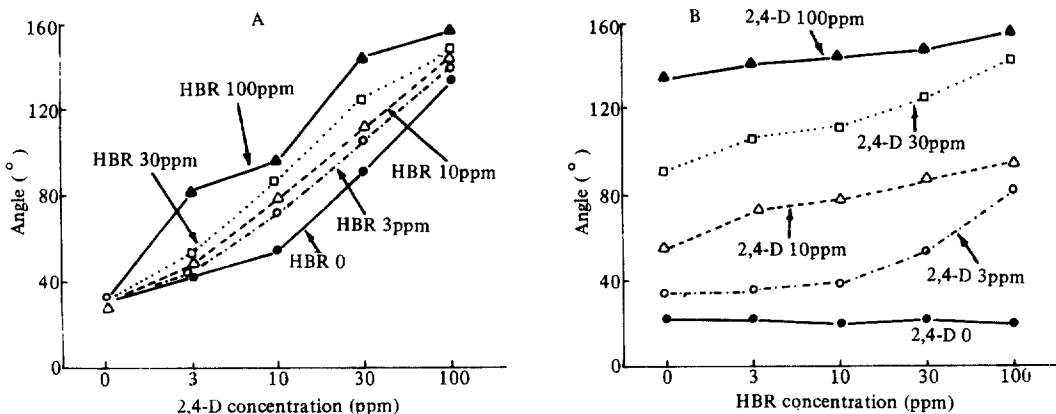 A
160
120
80
40
0
Angle ( ° )
HBR 100ppm
HBR 30ppm
HBR 10ppm
HBR 3ppm
HBR 0
0 3 10 30 100
2,4-D concentration (ppm)
B
160
120
80
40
0
Angle ( ° )
2,4-D 100ppm
2,4-D 30ppm
2,4-D 10ppm
2,4-D 3ppm
2,4-D 0
0 3 10 30 100
HBR concentration (ppm)